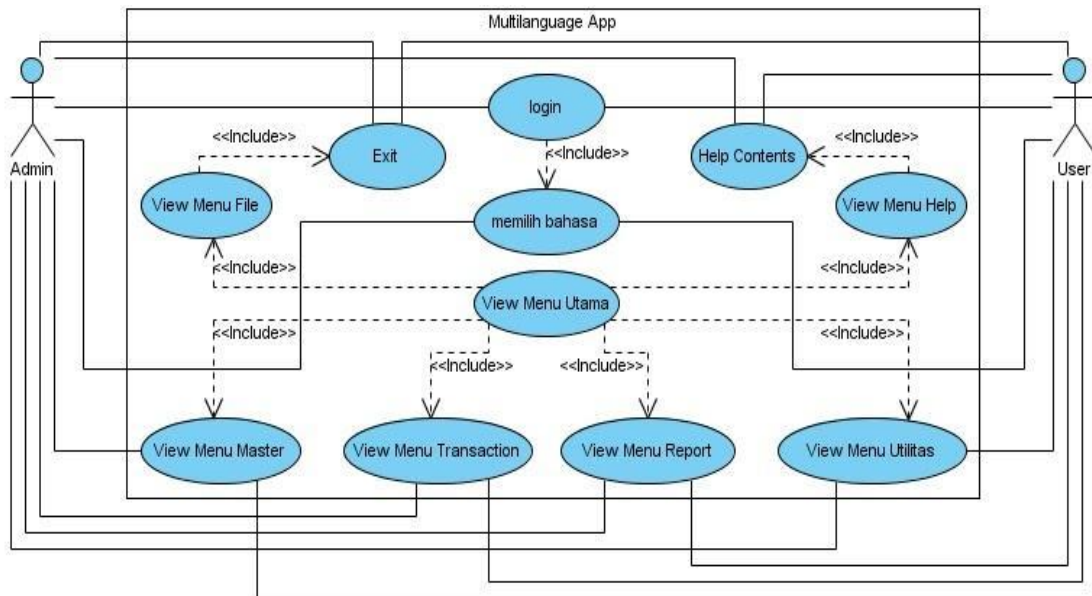 Multilanguage App
login
<<Include>>
<<Include>>
<<Include>>
Exit
Help Contents
Admin
User
View Menu File
memilih bahasa
View Menu Help
<<Include>>
<<Include>>
View Menu Utama
<<Include>>
<<Include>>
<<Include>>
<<Include>>
View Menu Master
View Menu Transaction
View Menu Report
View Menu Utilitas